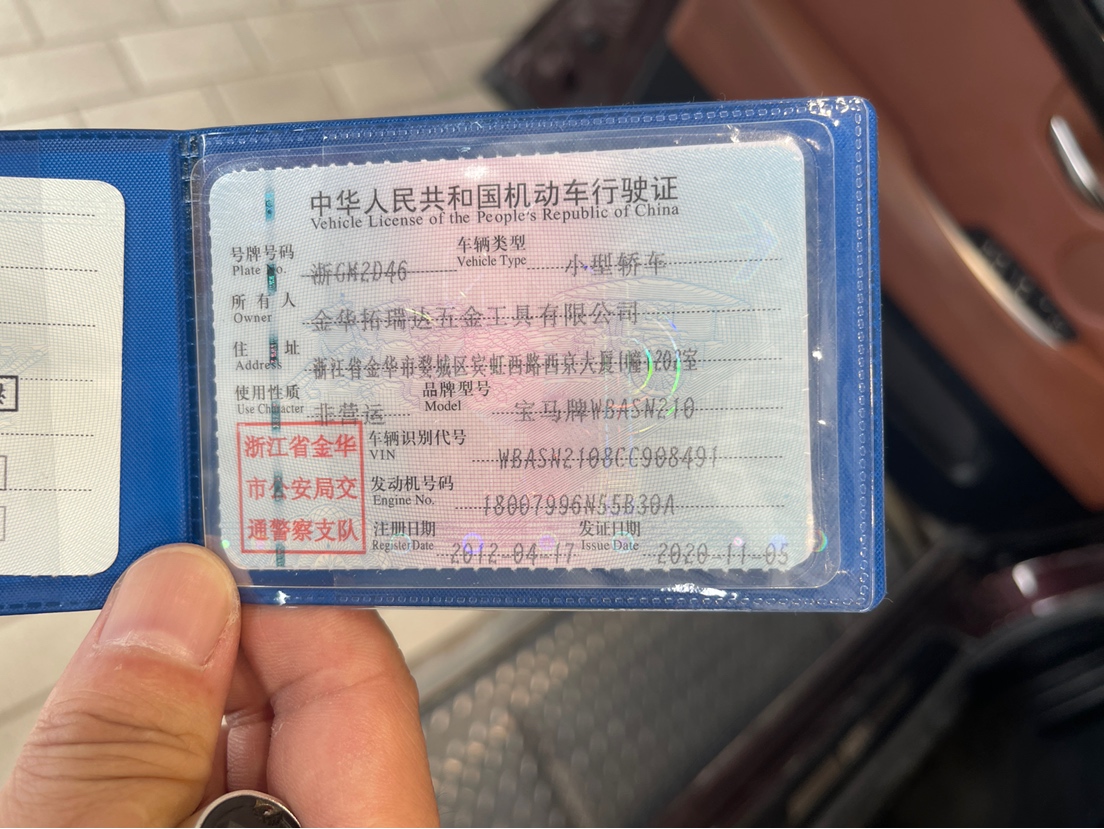 中华人民共和国机动车行驶证
Vehicle License of the People's Republic of China
号牌号码 浙GM2D46 车辆类型 小型轿车
Plate No. Vehicle Type
所有人 金华拓瑞达五金工具有限公司
Owner
住址 浙江省金华市婺城区宾虹西路西京大厦(幢)202室
Address
使用性质 非营运 品牌型号 宝马牌WBASN210
Use Character Model
浙江省金华
市公安局交
通警察支队
车辆识别代号 WBASN2108CC908491
VIN
发动机号码 18007996N55B30A
Engine No.
注册日期 2012-04-17 发证日期 2020-11-05
Register Date Issue Date